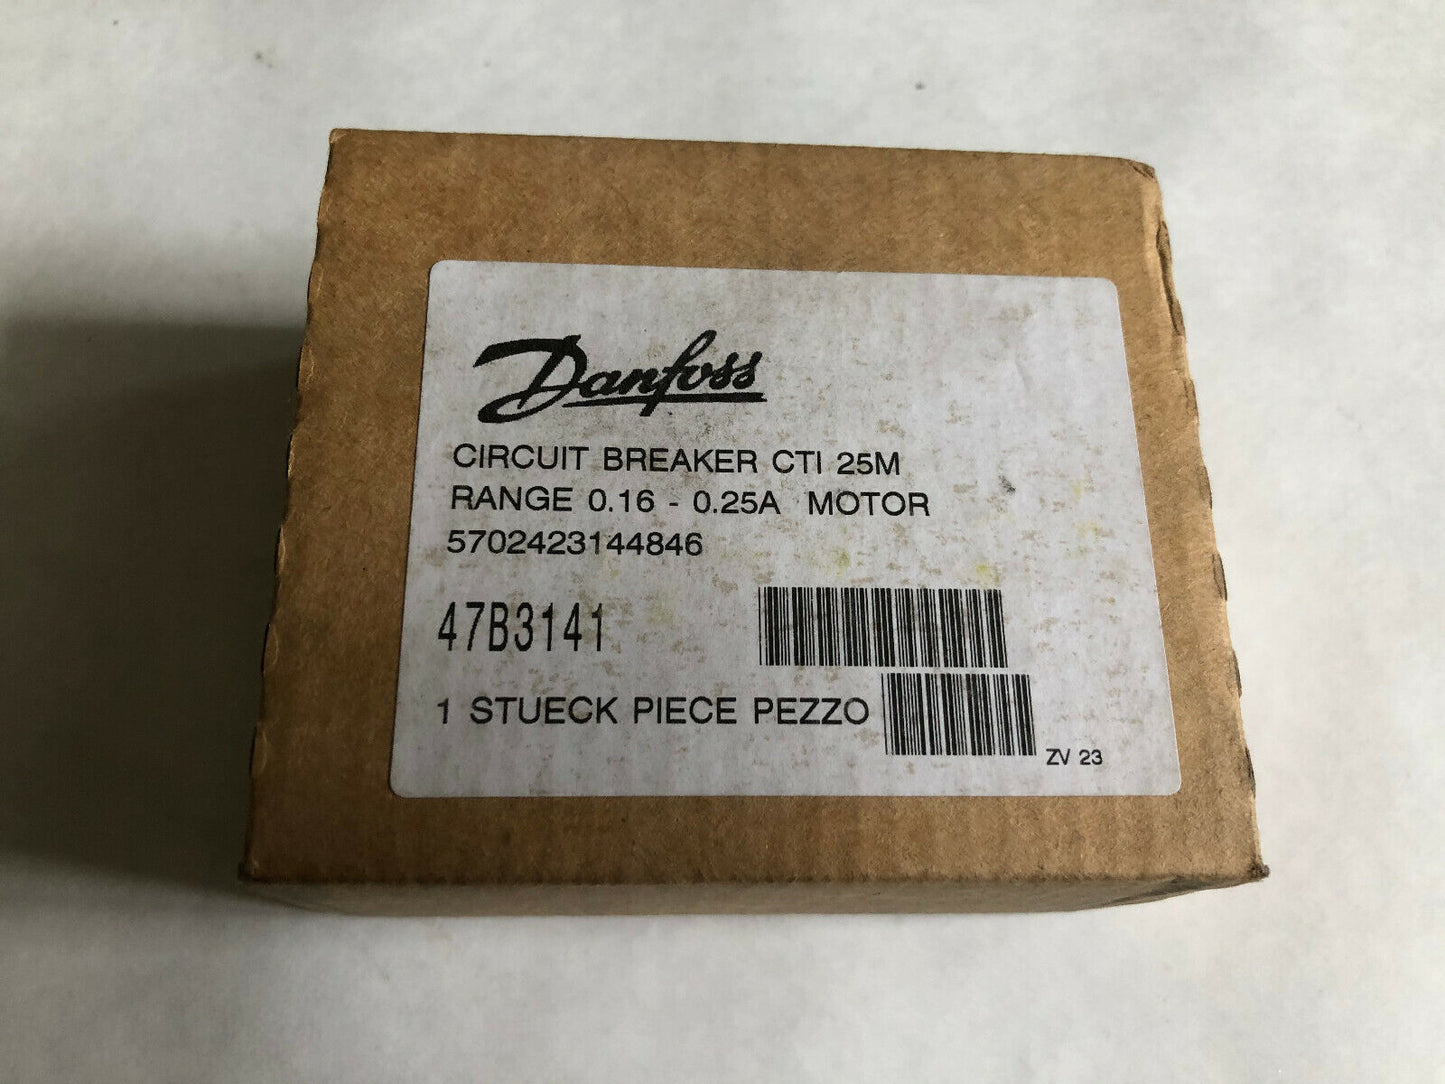 Danfoss
CIRCUIT BREAKER CTI 25M
RANGE 0.16 - 0.25A MOTOR
5702423144846
47B3141
1 STUECK PIECE PEZZO
ZV 23